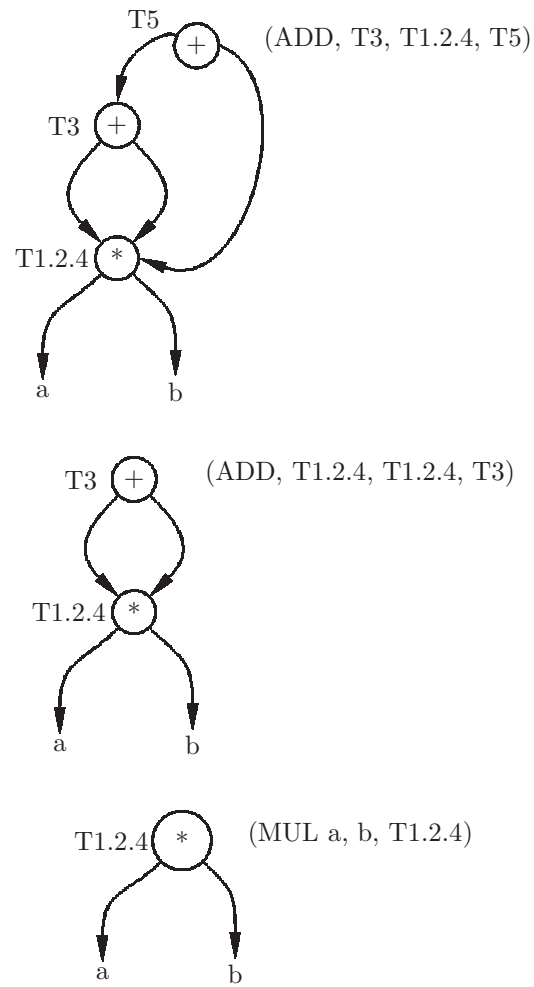 T5
+
(ADD, T3, T1.2.4, T5)
T3
+
T1.2.4
*
a
b
T3
+
(ADD, T1.2.4, T1.2.4, T3)
T1.2.4
*
a
b
T1.2.4
*
(MUL a, b, T1.2.4)
a
b